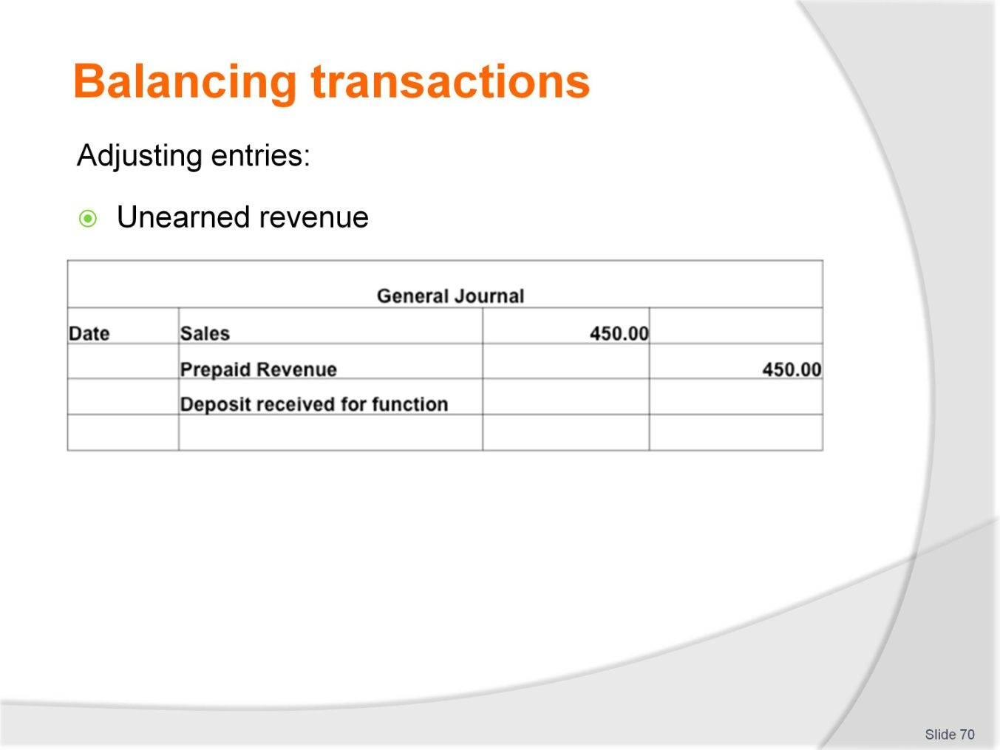 Balancing transactions
Adjusting entries:
Unearned revenue
General Journal
Date Sales 450.00
Prepaid Revenue 450.00
Deposit received for function
Slide 70